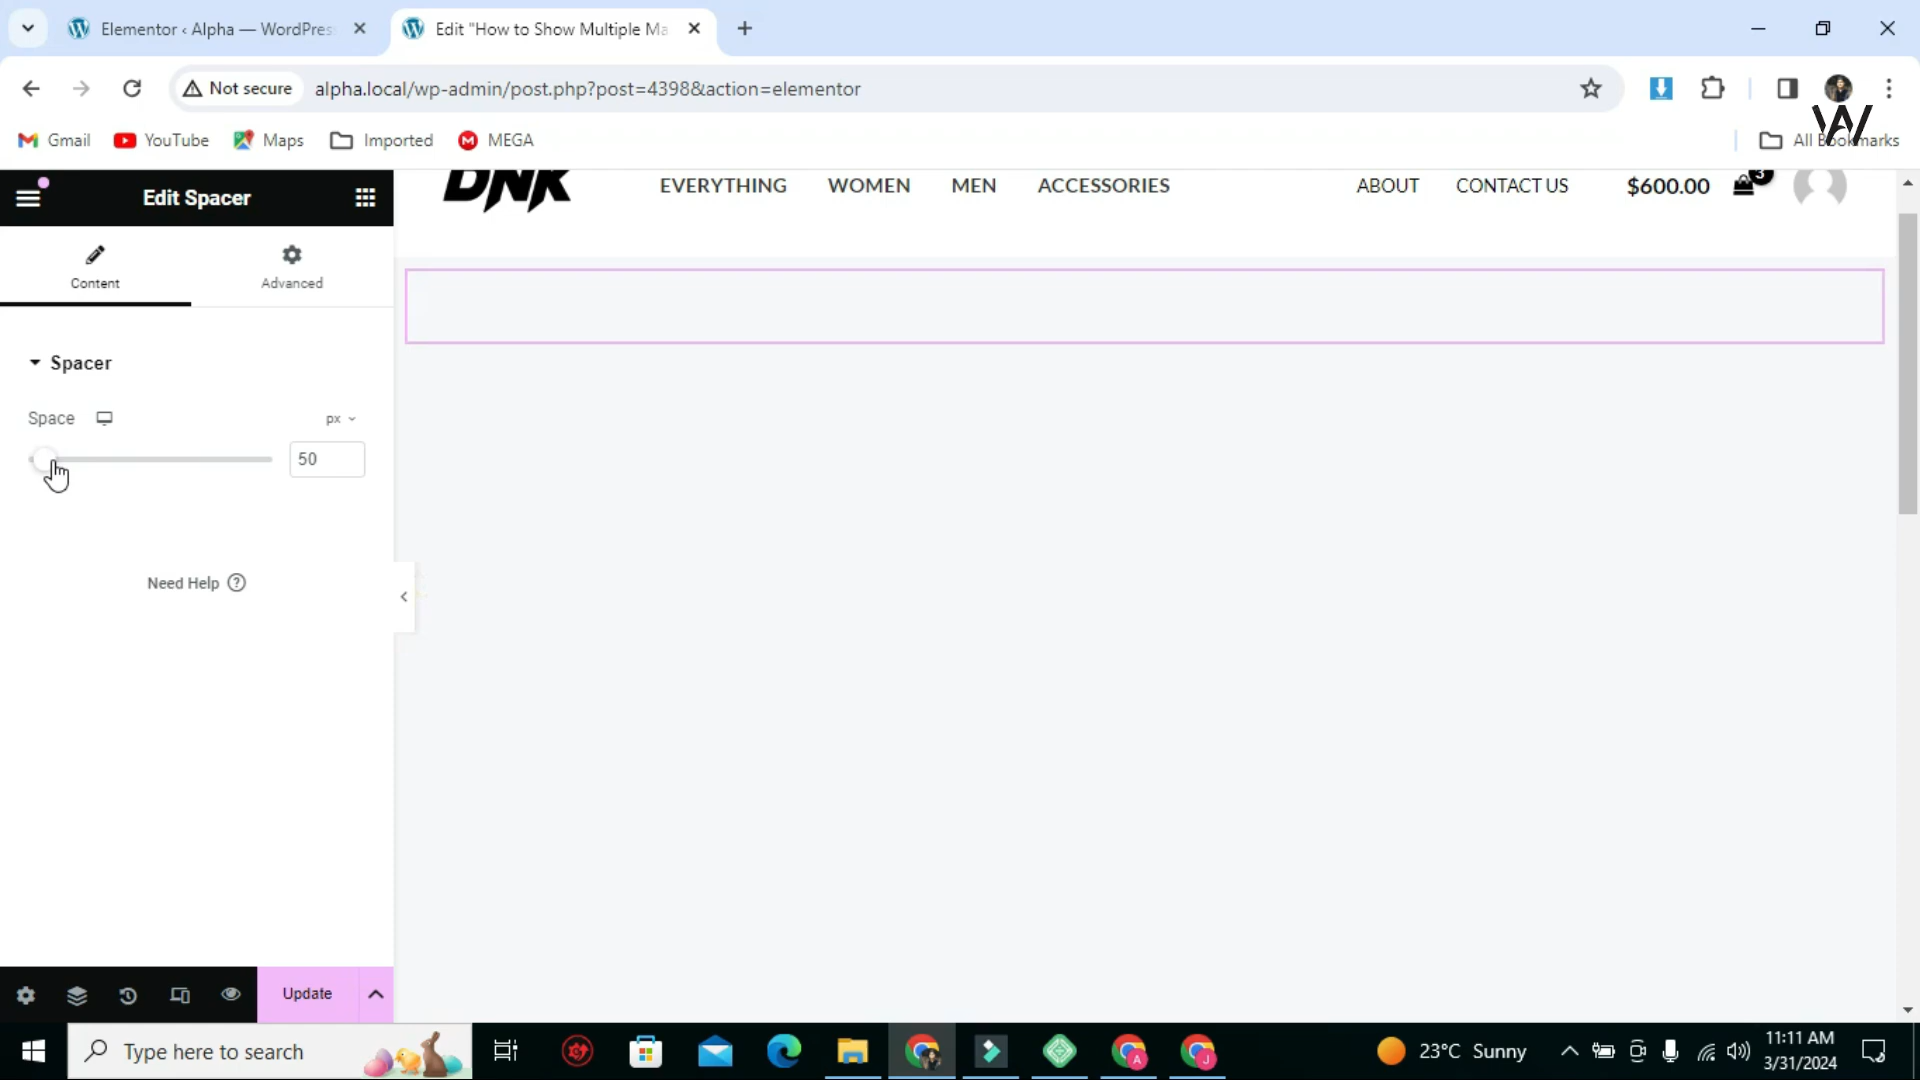 Elementor ‹ Alpha — WordPres
Edit "How to Show Multiple Ma
Not secure
alpha.local/wp-admin/post.php?post=4398&action=elementor
Gmail
YouTube
Maps
Imported
MEGA
All Bookmarks
Edit Spacer
DNK
EVERYTHING
WOMEN
MEN
ACCESSORIES
ABOUT
CONTACT US
$600.00
3
Content
Advanced
Spacer
Space
px
50
Need Help
Update
Type here to search
A
J
23°C Sunny
11:11 AM
3/31/2024